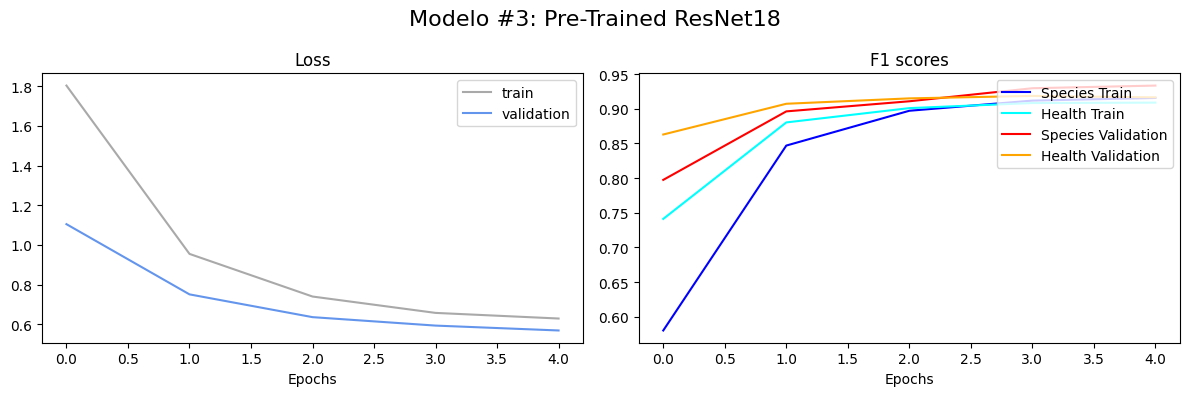 Modelo #3: Pre-Trained ResNet18
Loss
1.8
1.6
1.4
1.2
1.0
0.8
0.6
train
validation
0.0 0.5 1.0 1.5 2.0 2.5 3.0 3.5 4.0
Epochs
F1 scores
0.95
0.90
0.85
0.80
0.75
0.70
0.65
0.60
Species Train
Health Train
Species Validation
Health Validation
0.0 0.5 1.0 1.5 2.0 2.5 3.0 3.5 4.0
Epochs